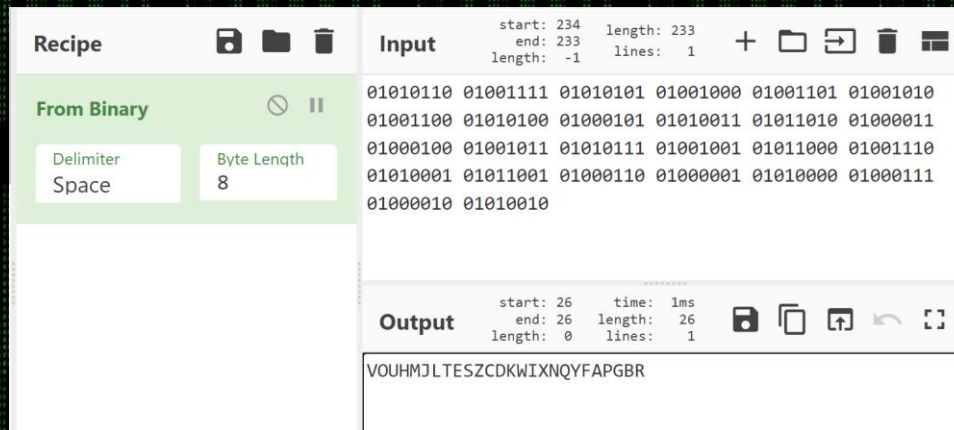 Recipe
From Binary
Delimiter
Space
Byte Length
8
Input
start: 234
end: 233
length: -1
length: 233
lines: 1
01010110 01001111 01010101 01001000 01001101 01001010
01001100 01010100 01000101 01010011 01011010 01000011
01000100 01001011 01010111 01001001 01011000 01001110
01010001 01011001 01000110 01000001 01010000 01000111
01000010 01010010
Output
start: 26
end: 26
length: 0
time: 1ms
length: 26
lines: 1
VOUHMJLTESZCDKWIXNQYFAPGBR